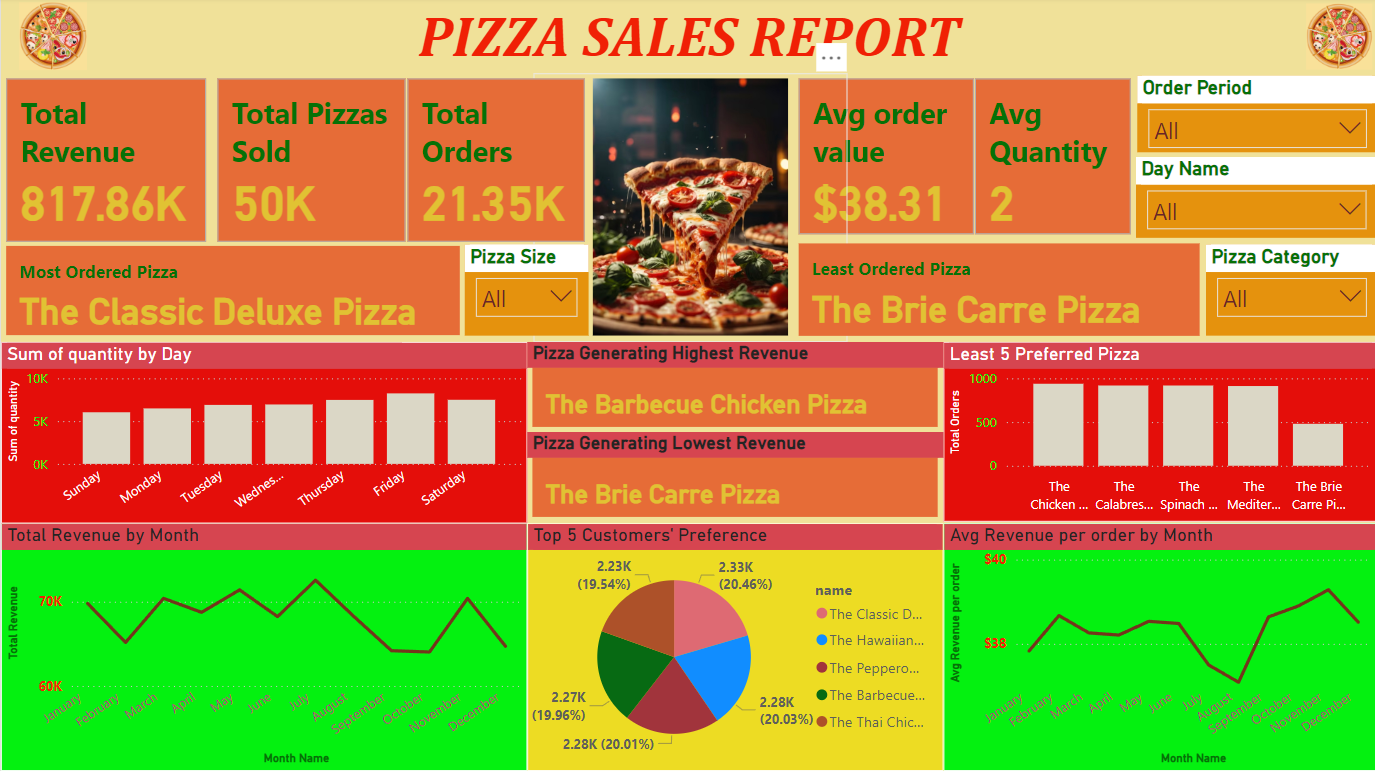 PIZZA SALES REPORT
Total
Revenue
817.86K
Total Pizzas
Sold
50K
Total
Orders
21.35K
Avg order
value
$38.31
Avg
Quantity
2
Order Period
All
Day Name
All
Most Ordered Pizza
The Classic Deluxe Pizza
Pizza Size
All
Least Ordered Pizza
The Brie Carre Pizza
Pizza Category
All
Sum of quantity by Day
Sum of quantity
10K
5K
0K
Sunday
Monday
Tuesday
Wednes...
Thursday
Friday
Saturday
Pizza Generating Highest Revenue
The Barbecue Chicken Pizza
Pizza Generating Lowest Revenue
The Brie Carre Pizza
Least 5 Preferred Pizza
Total Orders
1000
500
0
The
Chicken ...
The
Calabres...
The
Spinach ...
The
Mediter...
The Brie
Carre Pi...
Total Revenue by Month
Total Revenue
70K
60K
January
February
March
April
May
June
July
August
September
October
November
December
Month Name
Top 5 Customers' Preference
2.23K
(19.54%)
2.33K
(20.46%)
2.27K
(19.96%)
2.28K
(20.03%)
2.28K (20.01%)
name
The Classic D...
The Hawaiian...
The Peppero...
The Barbecue...
The Thai Chic...
Avg Revenue per order by Month
Avg Revenue per order
$40
$38
January
February
March
April
May
June
July
August
September
October
November
December
Month Name